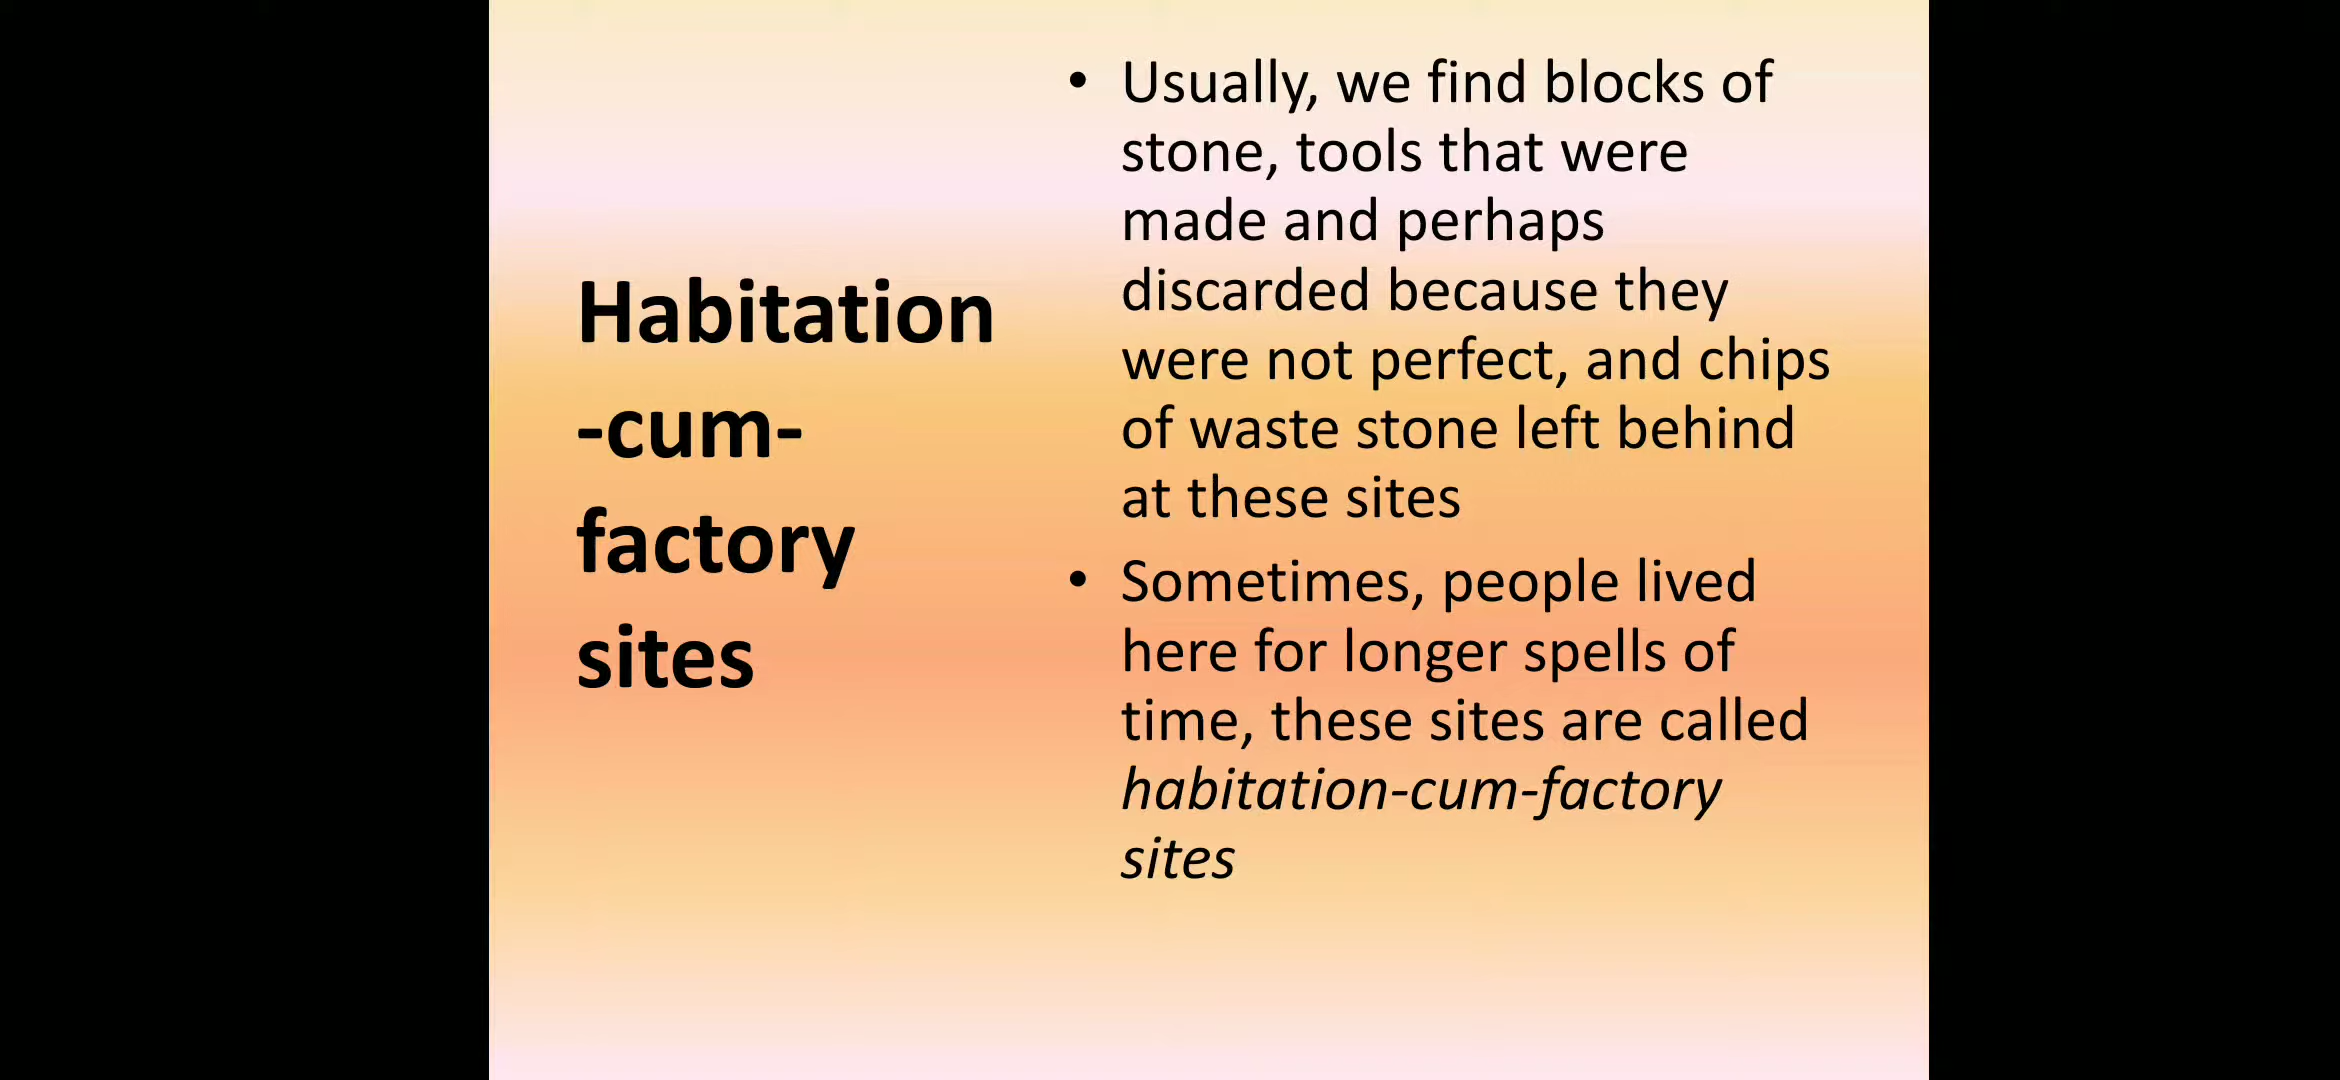 Habitation
-cum-
factory
sites
• Usually, we find blocks of
stone, tools that were
made and perhaps
discarded because they
were not perfect, and chips
of waste stone left behind
at these sites
• Sometimes, people lived
here for longer spells of
time, these sites are called
habitation-cum-factory
sites